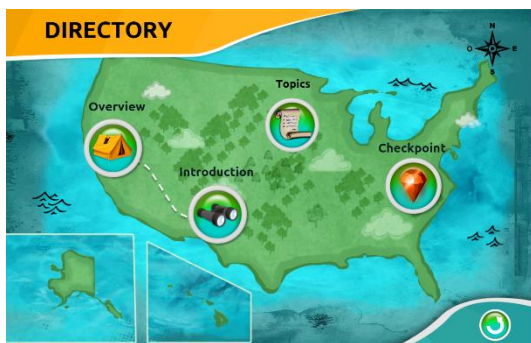 DIRECTORY
N
O E
S
Topics
Overview
Checkpoint
Introduction